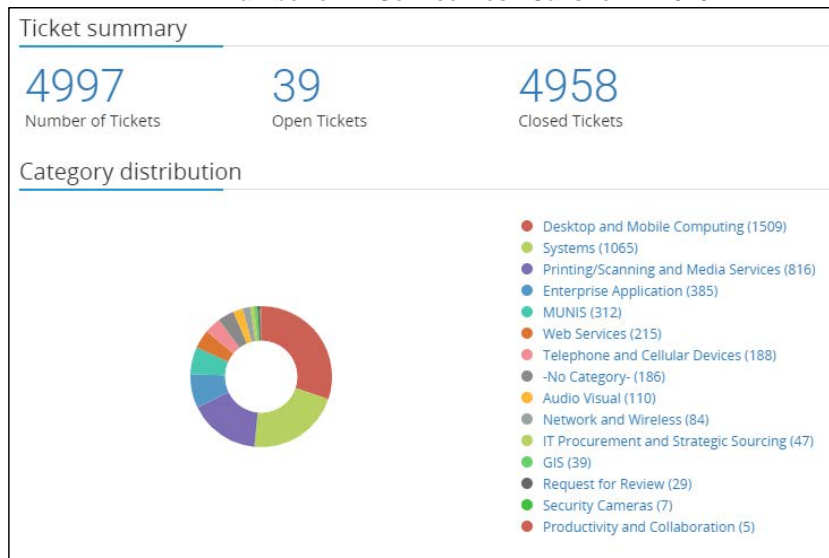 Ticket summary
4997 39 4958
Number of Tickets Open Tickets Closed Tickets
Category distribution
Desktop and Mobile Computing (1509)
Systems (1065)
Printing/Scanning and Media Services (816)
Enterprise Application (385)
MUNIS (312)
Web Services (215)
Telephone and Cellular Devices (188)
-No Category- (186)
Audio Visual (110)
Network and Wireless (84)
IT Procurement and Strategic Sourcing (47)
GIS (39)
Request for Review (29)
Security Cameras (7)
Productivity and Collaboration (5)